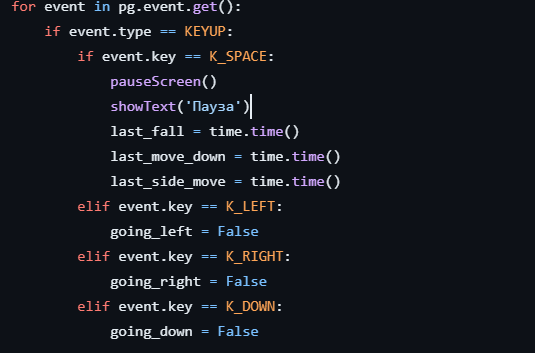 for event in pg.event.get():
    if event.type == KEYUP:
        if event.key == K_SPACE:
            pauseScreen()
            showText('Пауза')
            last_fall = time.time()
            last_move_down = time.time()
            last_side_move = time.time()
        elif event.key == K_LEFT:
            going_left = False
        elif event.key == K_RIGHT:
            going_right = False
        elif event.key == K_DOWN:
            going_down = False